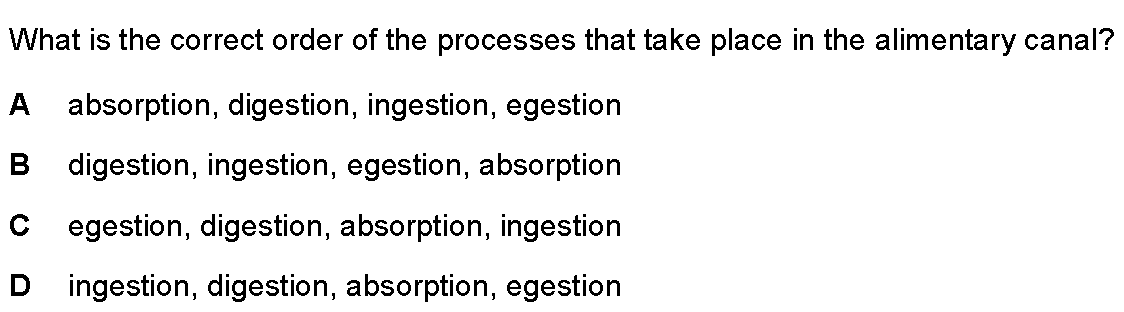 What is the correct order of the processes that take place in the alimentary canal?
A absorption, digestion, ingestion, egestion
B digestion, ingestion, egestion, absorption
C egestion, digestion, absorption, ingestion
D ingestion, digestion, absorption, egestion